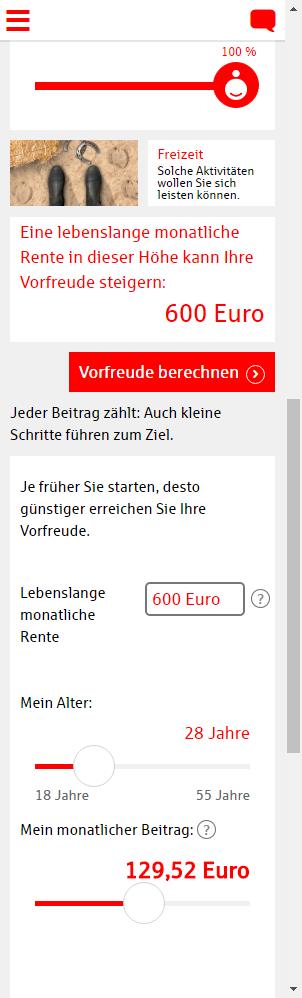 100 %
Freizeit
Solche Aktivitäten
wollen Sie sich
leisten können.
Eine lebenslange monatliche
Rente in dieser Höhe kann Ihre
Vorfreude steigern:
600 Euro
Vorfreude berechnen
Jeder Beitrag zählt: Auch kleine
Schritte führen zum Ziel.
Je früher Sie starten, desto
günstiger erreichen Sie Ihre
Vorfreude.
Lebenslange
monatliche
Rente
600 Euro ?
Mein Alter:
28 Jahre
18 Jahre 55 Jahre
Mein monatlicher Beitrag: ?
129,52 Euro